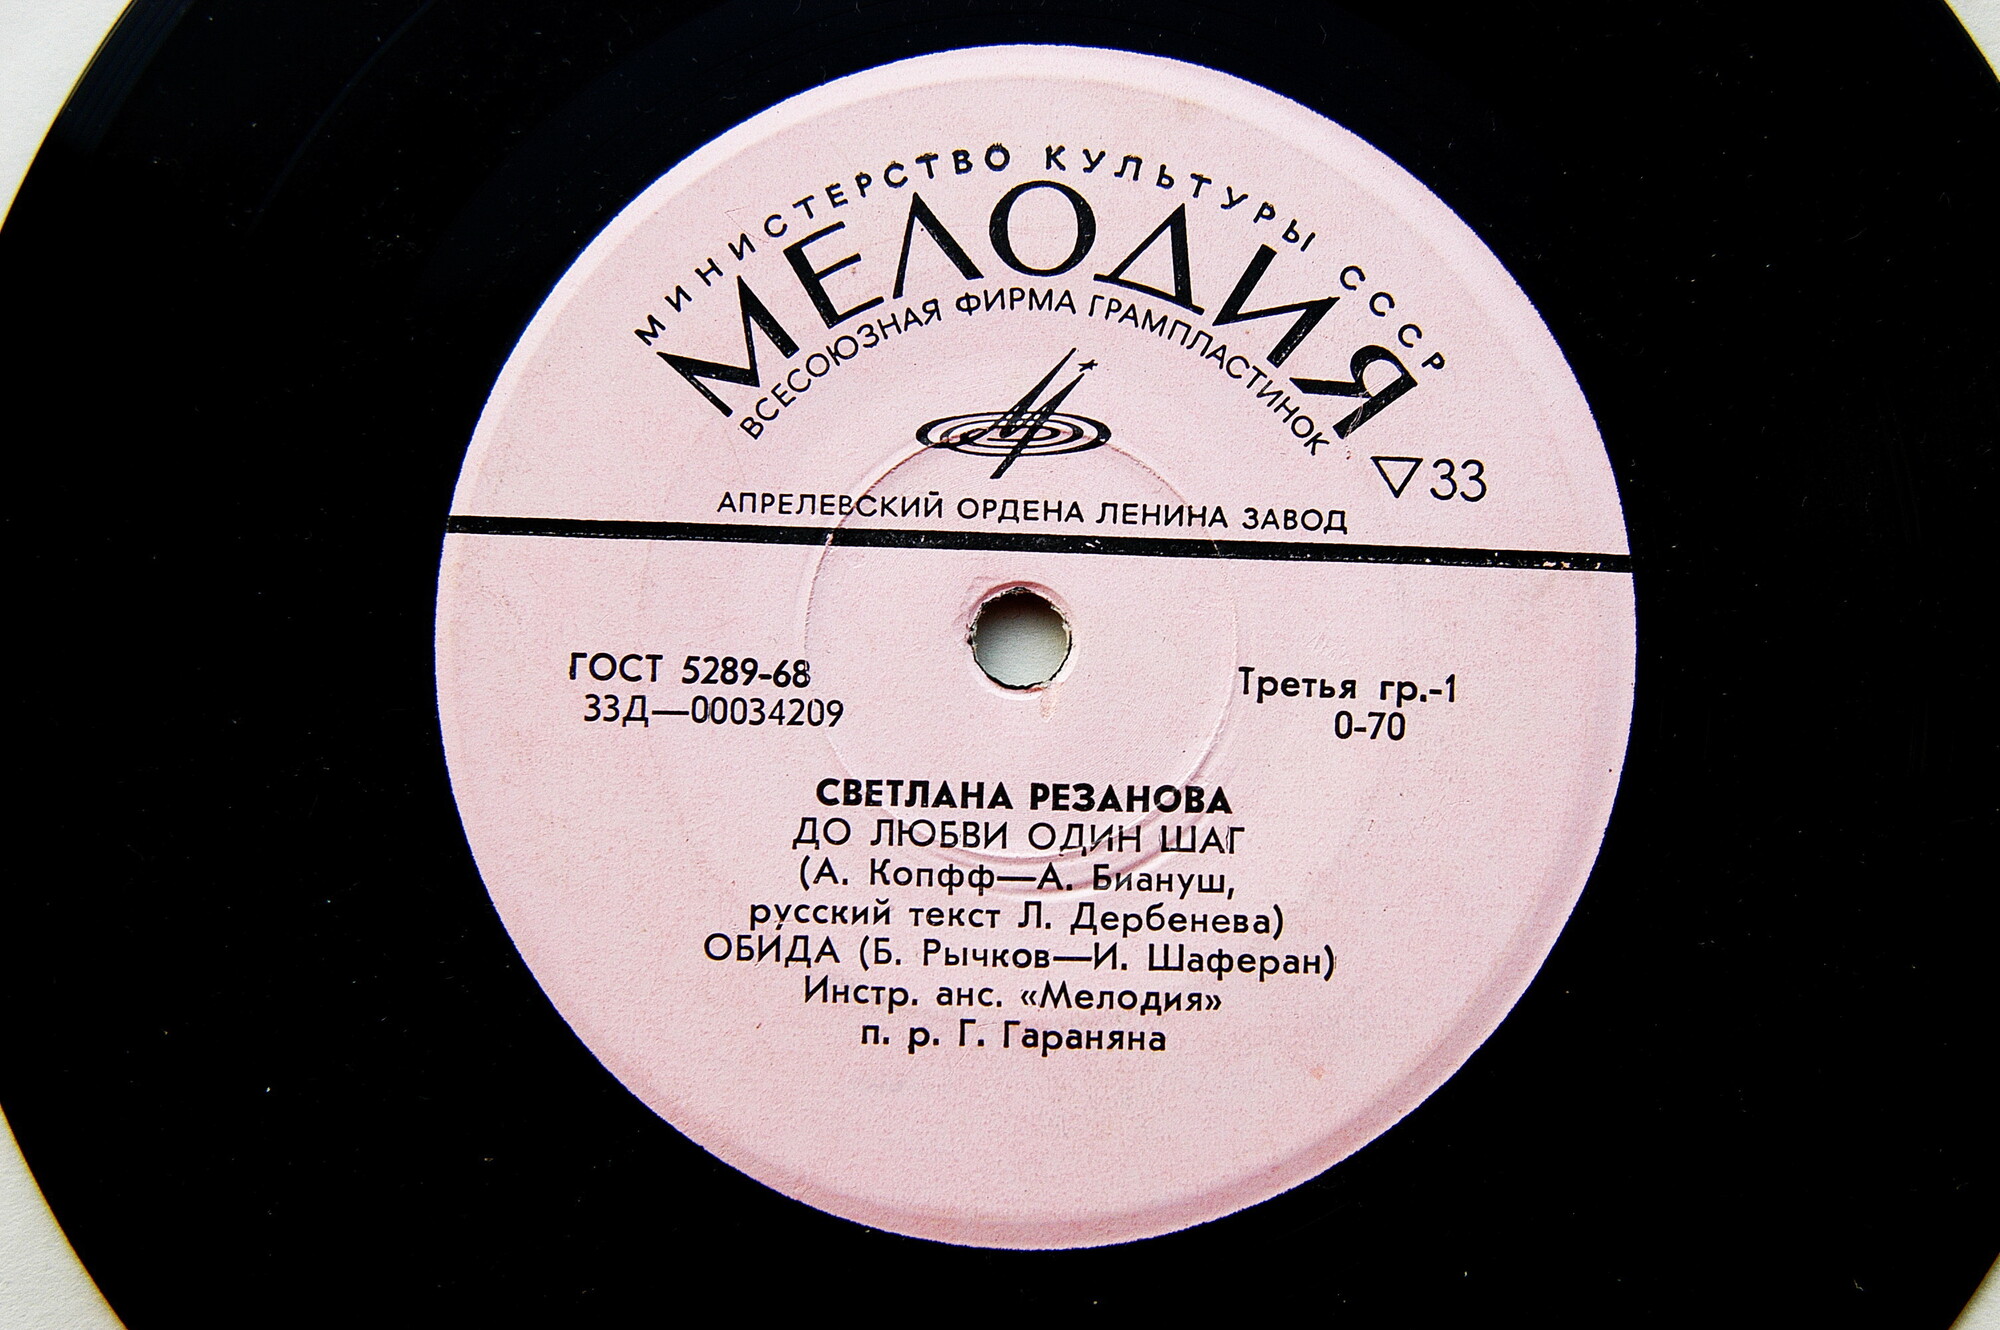 МИНИСТЕРСТВО КУЛЬТУРЫ СССР
МЕЛОДИЯ
ВСЕСОЮЗНАЯ ФИРМА ГРАМПЛАСТИНОК
▽33
АПРЕЛЕВСКИЙ ОРДЕНА ЛЕНИНА ЗАВОД
ГОСТ 5289-68
33Д—00034209
Третья гр.-1
0-70
СВЕТЛАНА РЕЗАНОВА
ДО ЛЮБВИ ОДИН ШАГ
(А. Копфф—А. Биануш,
русский текст Л. Дербенева)
ОБИДА (Б. Рычков—И. Шаферан)
Инстр. анс. «Мелодия»
п. р. Г. Гараняна